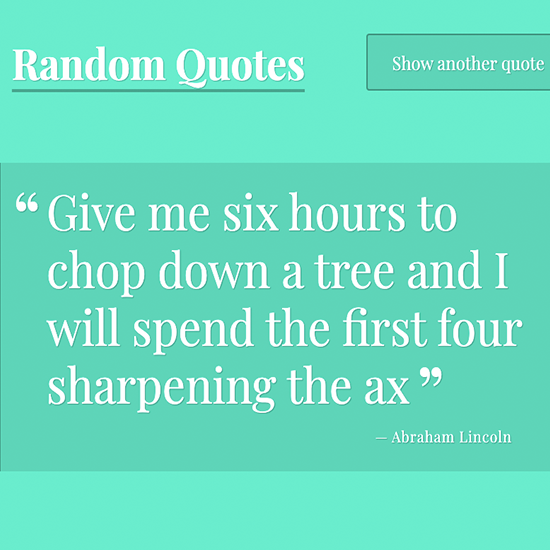 Random Quotes
Show another quote
“ Give me six hours to
chop down a tree and I
will spend the first four
sharpening the ax ”
— Abraham Lincoln